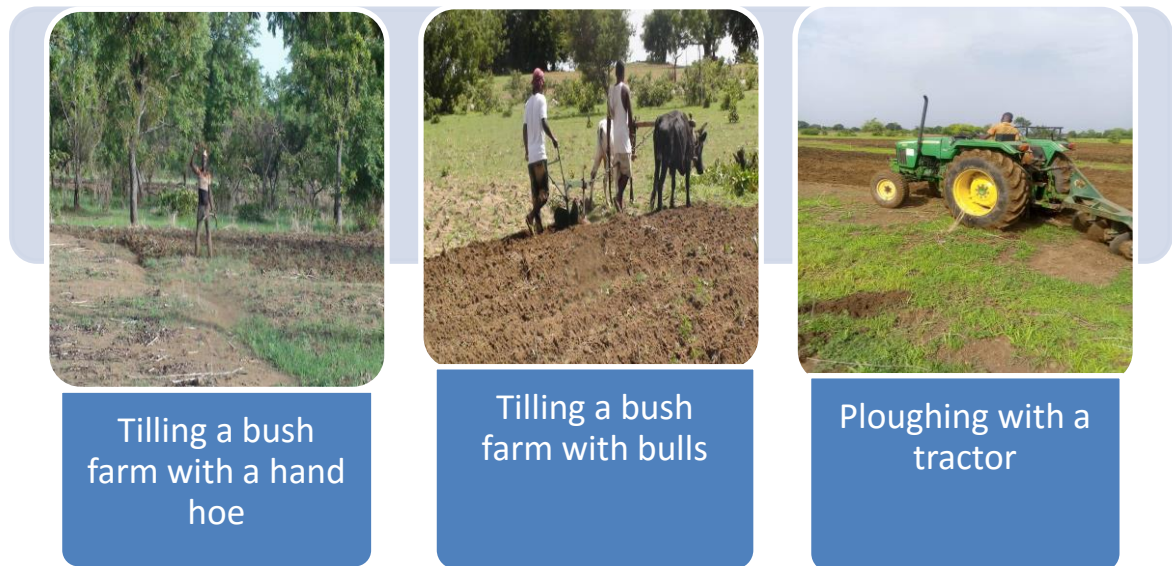 Tilling a bush
farm with a hand
hoe
Tilling a bush
farm with bulls
Ploughing with a
tractor